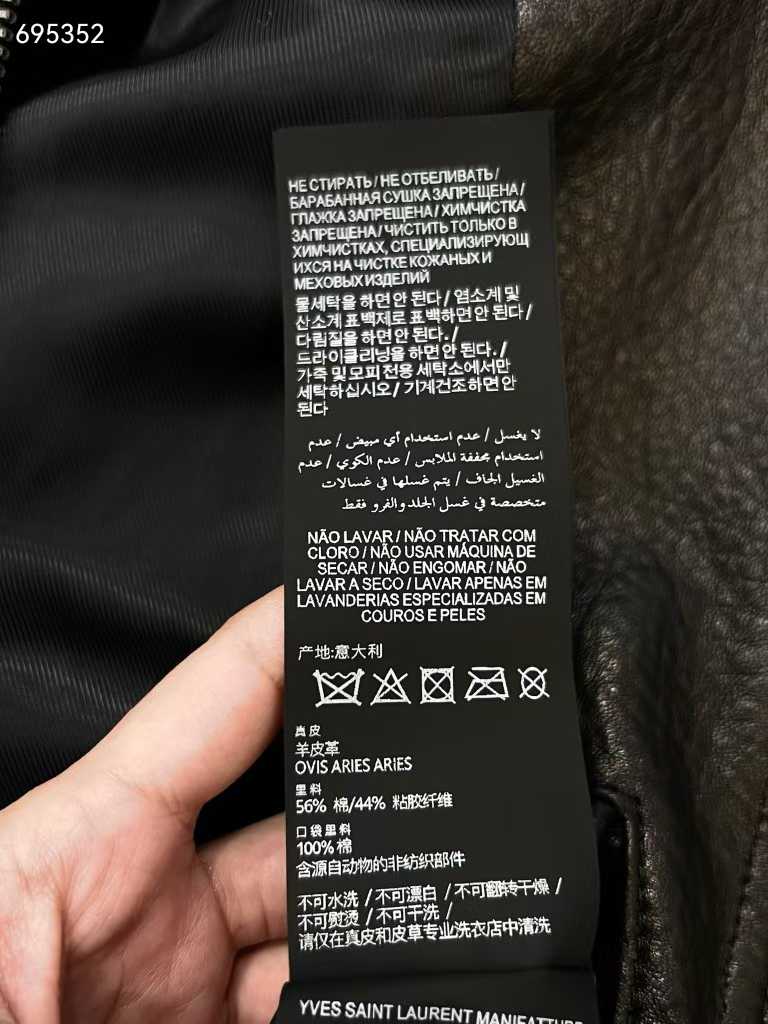 695352
НЕ СТИРАТЬ / НЕ ОТБЕЛИВАТЬ /
БАРАБАННАЯ СУШКА ЗАПРЕЩЕНА /
ГЛАЖКА ЗАПРЕЩЕНА / ХИМЧИСТКА
ЗАПРЕЩЕНА / ЧИСТИТЬ ТОЛЬКО В
ХИМЧИСТКАХ, СПЕЦИАЛИЗИРУЮЩ
ИХСЯ НА ЧИСТКЕ КОЖАНЫХ И
МЕХОВЫХ ИЗДЕЛИЙ
물세탁을 하면 안 된다 / 염소계 및
산소계 표백제로 표백하면 안 된다 /
다림질을 하면 안 된다. /
드라이클리닝을 하면 안 된다. /
가죽 및 모피 전용 세탁소에서만
세탁하십시오 / 기계건조하면 안
된다
لا يغسل / عدم استخدام أي مبيض / عدم
استخدام مجففة الملابس / عدم الكوي / عدم
الغسيل الجاف / يتم غسلها في غسالات
متخصصة في غسل الجلد والفرو فقط
NÃO LAVAR / NÃO TRATAR COM
CLORO / NÃO USAR MÁQUINA DE
SECAR / NÃO ENGOMAR / NÃO
LAVAR A SECO / LAVAR APENAS EM
LAVANDERIAS ESPECIALIZADAS EM
COUROS E PELES
产地:意大利
真皮
羊皮革
OVIS ARIES ARIES
里料
56% 棉/44% 粘胶纤维
口袋里料
100% 棉
含源自动物的非纺织部件
不可水洗 / 不可漂白 / 不可翻转干燥 /
不可熨烫 / 不可干洗 /
请仅在真皮和皮草专业洗衣店中清洗
YVES SAINT LAURENT MANIFATTURE